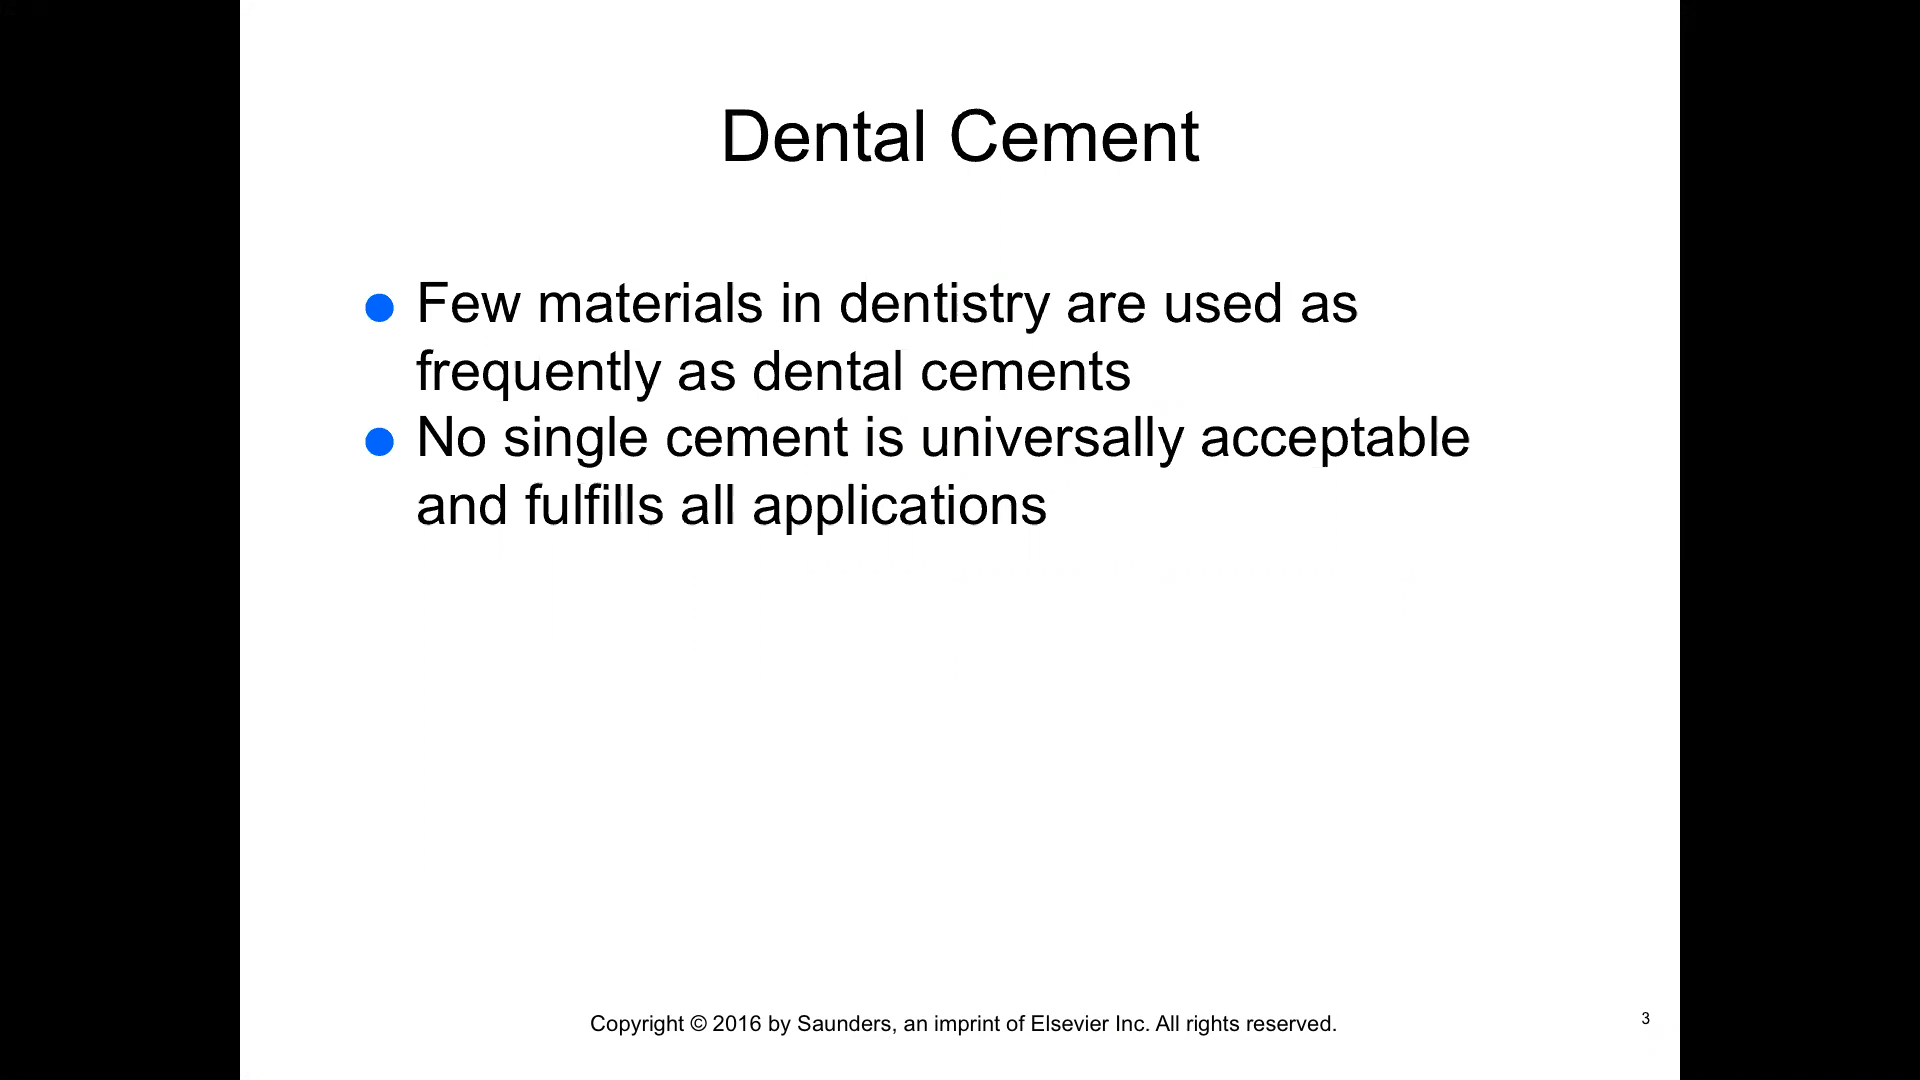 Dental Cement
Few materials in dentistry are used as
frequently as dental cements
No single cement is universally acceptable
and fulfills all applications
Copyright © 2016 by Saunders, an imprint of Elsevier Inc. All rights reserved.
3